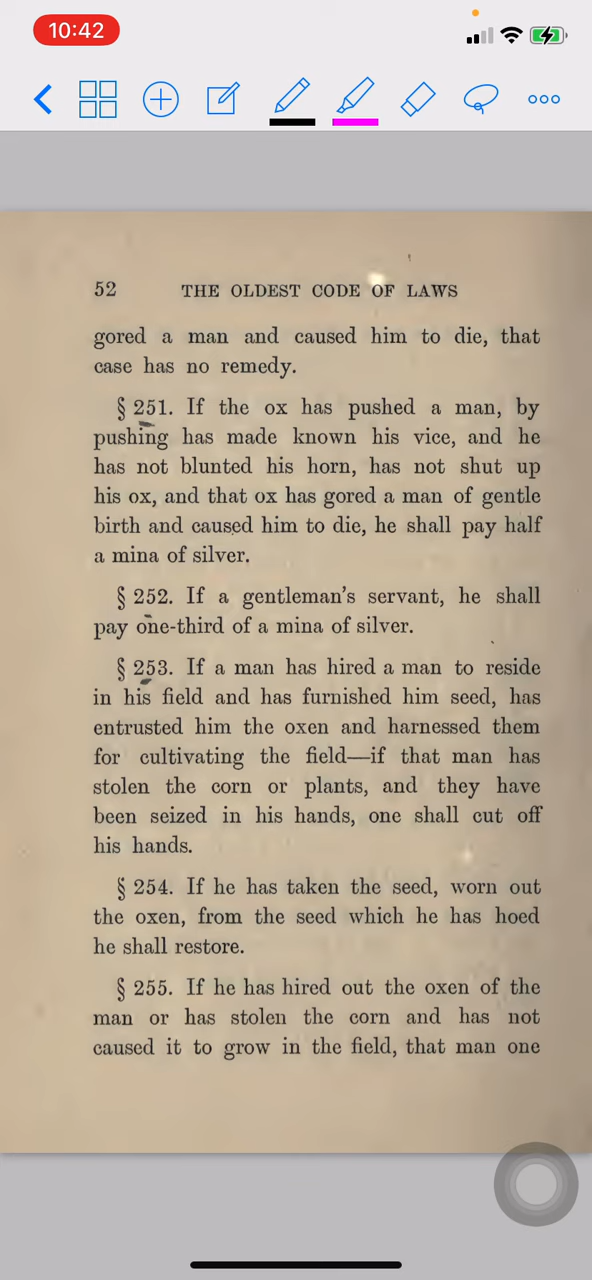 10:42
52 THE OLDEST CODE OF LAWS
gored a man and caused him to die, that
case has no remedy.
§ 251. If the ox has pushed a man, by
pushing has made known his vice, and he
has not blunted his horn, has not shut up
his ox, and that ox has gored a man of gentle
birth and caused him to die, he shall pay half
a mina of silver.
§ 252. If a gentleman's servant, he shall
pay one-third of a mina of silver.
§ 253. If a man has hired a man to reside
in his field and has furnished him seed, has
entrusted him the oxen and harnessed them
for cultivating the field—if that man has
stolen the corn or plants, and they have
been seized in his hands, one shall cut off
his hands.
§ 254. If he has taken the seed, worn out
the oxen, from the seed which he has hoed
he shall restore.
§ 255. If he has hired out the oxen of the
man or has stolen the corn and has not
caused it to grow in the field, that man one